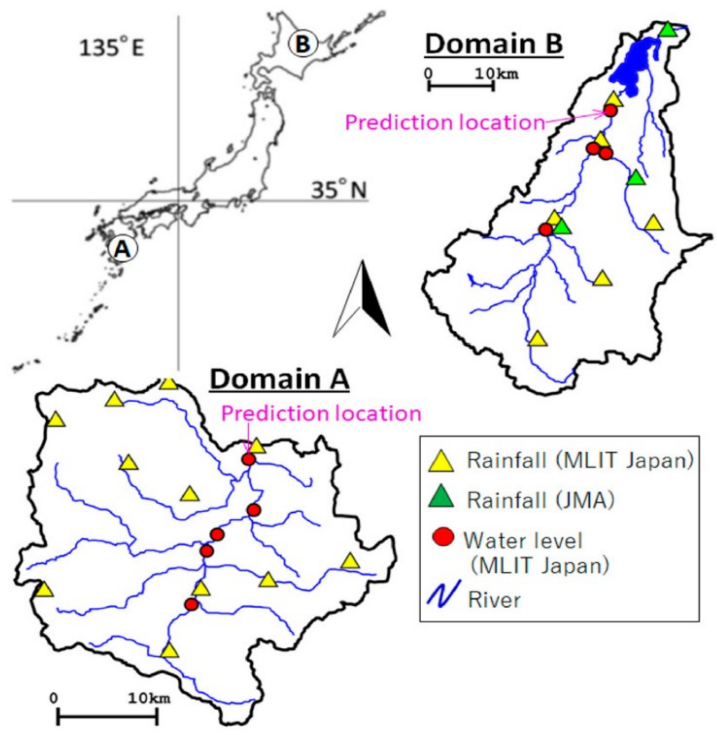 135°E
B
35°N
A
Domain B
0 10km
Prediction location
Domain A
Prediction location
0 10km
Rainfall (MLIT Japan)
Rainfall (JMA)
Water level
(MLIT Japan)
River